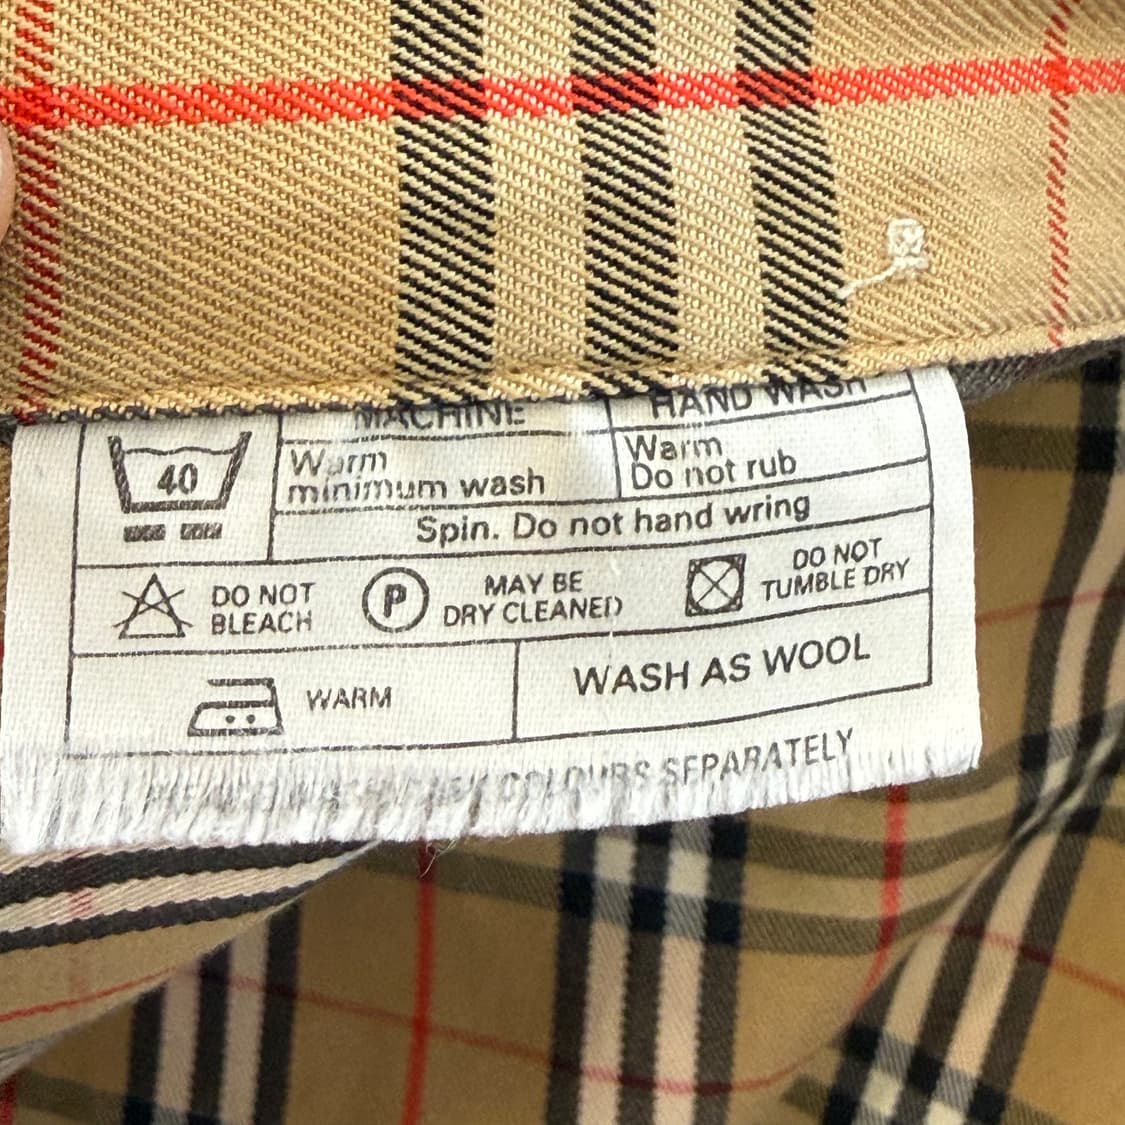 MACHINE
HAND WASH
40
Warm
minimum wash
Warm
Do not rub
Spin. Do not hand wring
DO NOT
BLEACH
P
MAY BE
DRY CLEANED
DO NOT
TUMBLE DRY
WARM
WASH AS WOOL
COLOURS SEPARATELY